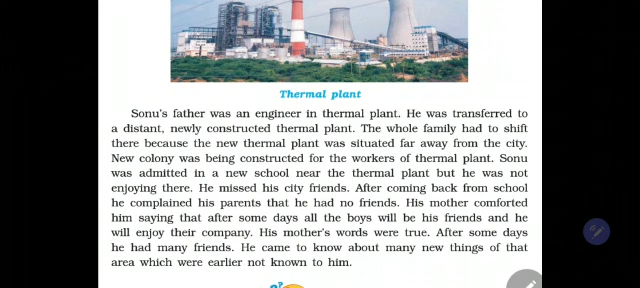 Thermal plant
Sonu's father was an engineer in thermal plant. He was transferred to
a distant, newly constructed thermal plant. The whole family had to shift
there because the new thermal plant was situated far away from the city.
New colony was being constructed for the workers of thermal plant. Sonu
was admitted in a new school near the thermal plant but he was not
enjoying there. He missed his city friends. After coming back from school
he complained his parents that he had no friends. His mother comforted
him saying that after some days all the boys will be his friends and he
will enjoy their company. His mother's words were true. After some days
he had many friends. He came to know about many new things of that
area which were earlier not known to him.